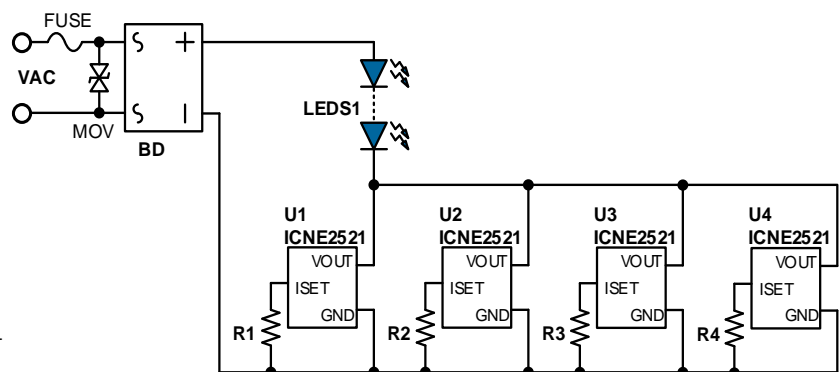 FUSE
VAC
MOV
BD
LEDS1
U1
ICNE2521
VOUT
ISET
GND
R1
U2
ICNE2521
VOUT
ISET
GND
R2
U3
ICNE2521
VOUT
ISET
GND
R3
U4
ICNE2521
VOUT
ISET
GND
R4